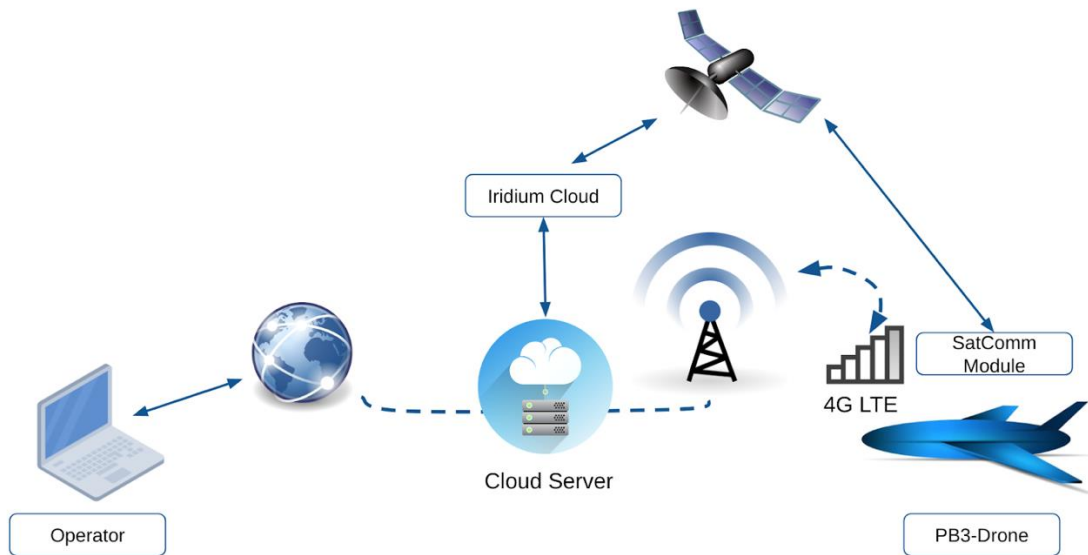 Iridium Cloud
SatComm
Module
4G LTE
Cloud Server
Operator
PB3-Drone